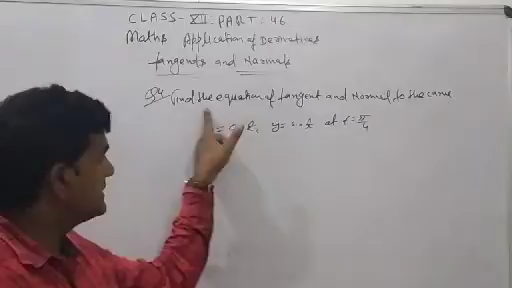 CLASS-XII. PART. 46
Maths Application of Derivatives
Tangents and Normals
Q4 Find the equation of tangent and Normal to the curve
= y = at t = π/4